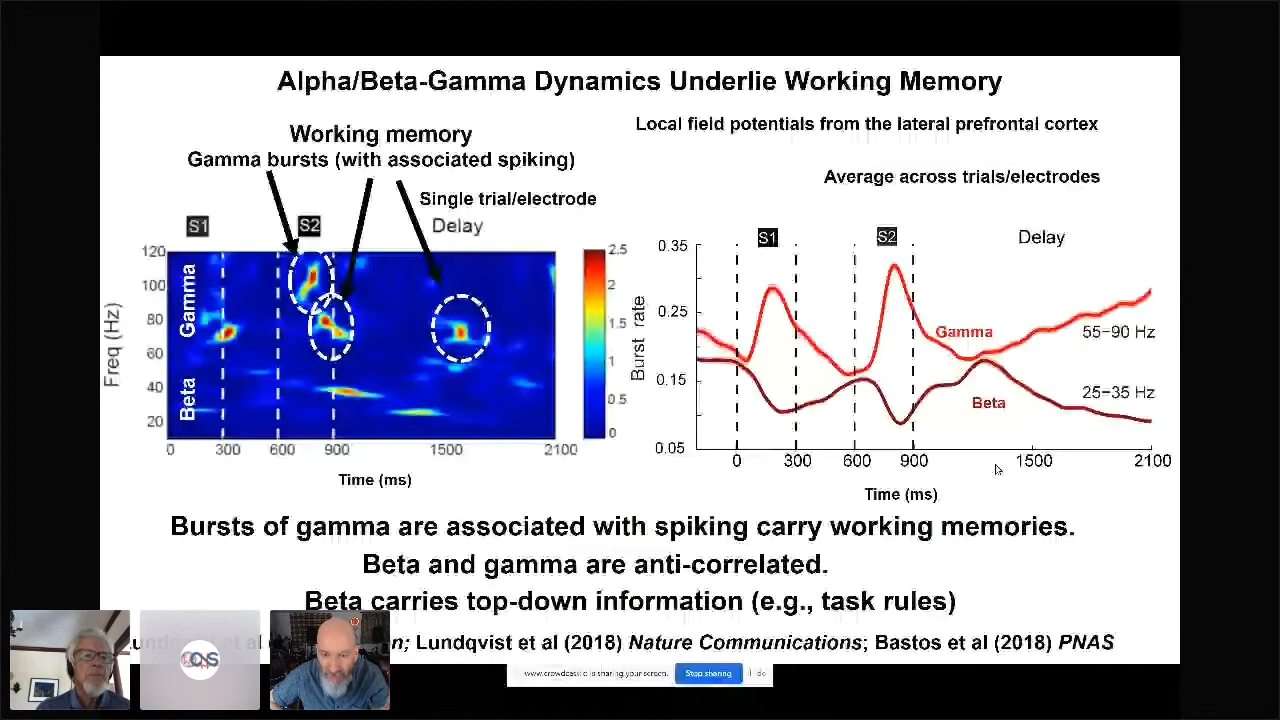 Alpha/Beta-Gamma Dynamics Underlie Working Memory
Working memory
Gamma bursts (with associated spiking)
Single trial/electrode
S1
S2
Delay
120
100
80
60
40
20
Freq (Hz)
Gamma
Beta
0
300
600
900
1500
2100
Time (ms)
2.5
2
1.5
1
0.5
0
Local field potentials from the lateral prefrontal cortex
Average across trials/electrodes
S1
S2
Delay
0.35
0.25
0.15
0.05
Burst rate
Gamma
55–90 Hz
Beta
25–35 Hz
0
300
600
900
1500
2100
Time (ms)
Bursts of gamma are associated with spiking carry working memories.
Beta and gamma are anti-correlated.
Beta carries top-down information (e.g., task rules)
n; Lundqvist et al (2018) Nature Communications; Bastos et al (2018) PNAS
is sharing your screen.
Stop sharing